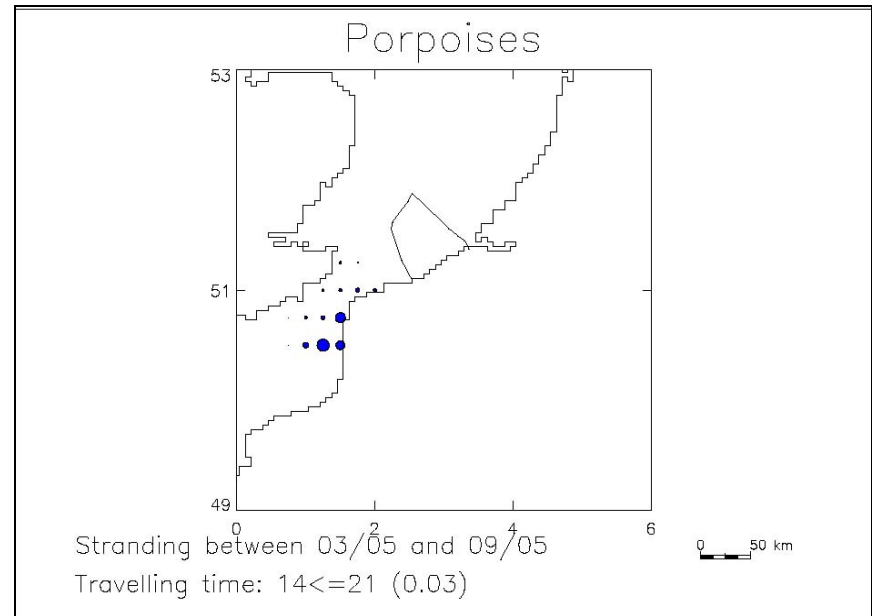 Porpoises
53
51
49
0 2 4 6
Stranding between 03/05 and 09/05
0 50 km
Travelling time: 14<=21 (0.03)